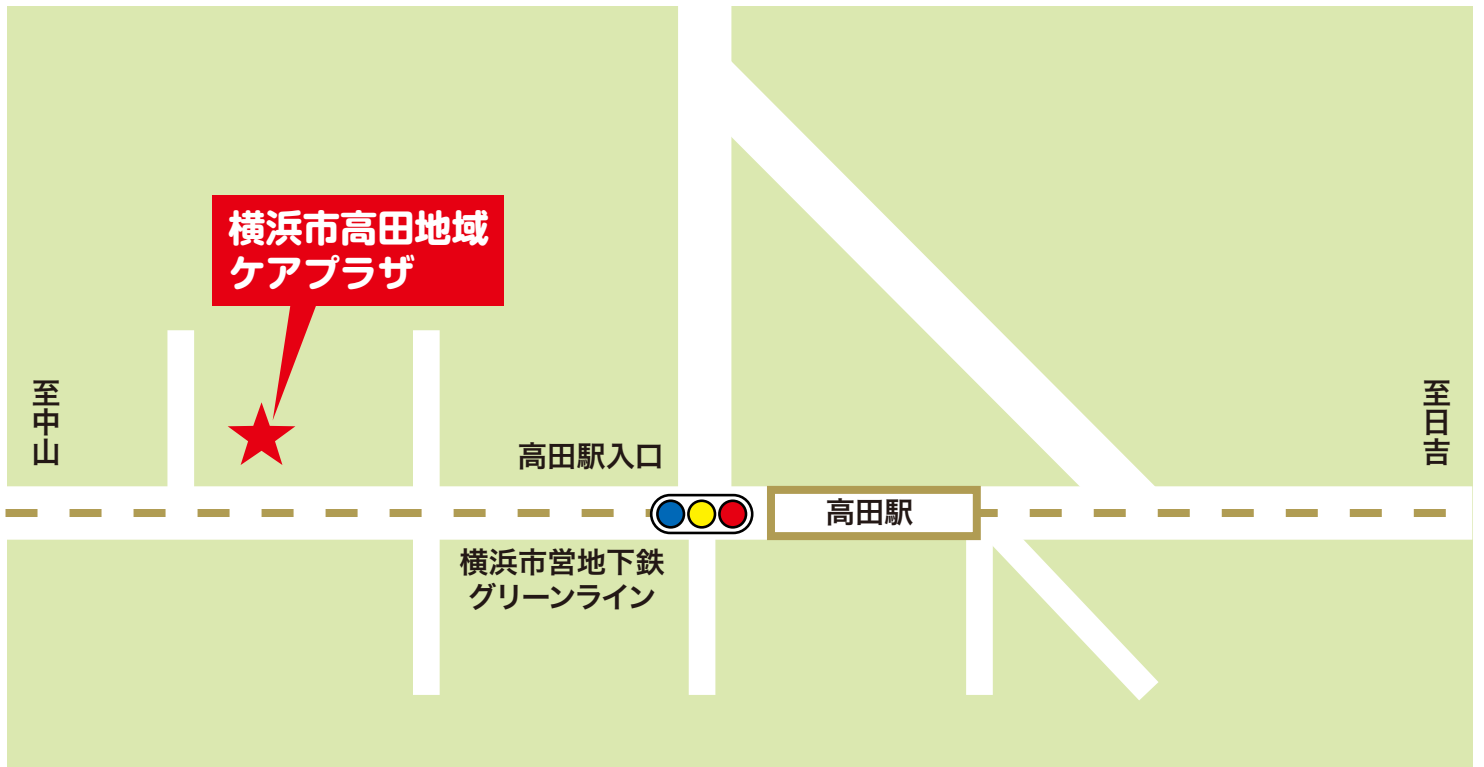 横浜市高田地域
ケアプラザ
至中山
高田駅入口
至日吉
高田駅
横浜市営地下鉄
グリーンライン